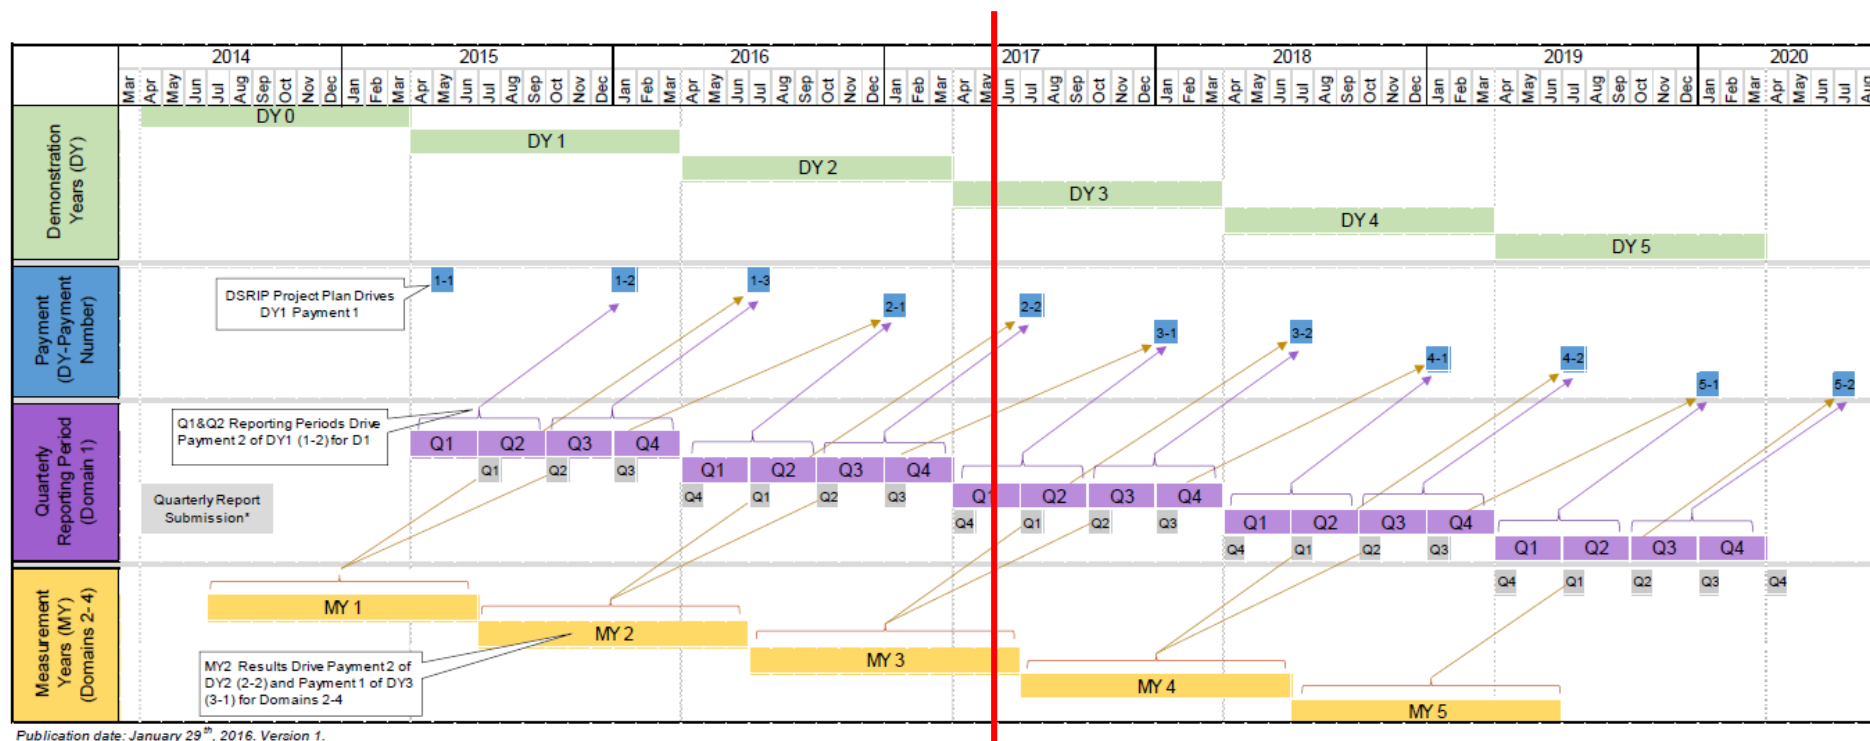 2014 2015 2016 2017 2018 2019 2020
Mar Apr May Jun Jul Aug Sep Oct Nov Dec Jan Feb Mar Apr May Jun Jul Aug Sep Oct Nov Dec Jan Feb Mar Apr May Jun Jul Aug Sep Oct Nov Dec Jan Feb Mar Apr May Jun Jul Aug Sep Oct Nov Dec Jan Feb Mar Apr May Jun Jul Aug Sep Oct Nov Dec Jan Feb Mar Apr May Jun Jul Aug Sep Oct Nov Dec Jan Feb Mar Apr May Jun Jul Aug
Demonstration
Years (DY)
DY 0
DY 1
DY 2
DY 3
DY 4
DY 5
Payment
(DY-Payment
Number)
DSRIP Project Plan Drives
DY1 Payment 1
1-1 1-2 1-3
2-1 2-2
3-1 3-2
4-1 4-2
5-1 5-2
Quarterly
Reporting Period
(Domain 1)
Q1&Q2 Reporting Periods Drive
Payment 2 of DY1 (1-2) for D1
Quarterly Report
Submission*
Q1 Q2 Q3 Q4
Q1 Q2 Q3
Q1 Q2 Q3 Q4
Q4 Q1 Q2 Q3
Q1 Q2 Q3 Q4
Q4 Q1 Q2 Q3
Q1 Q2 Q3 Q4
Q4 Q1 Q2 Q3
Q1 Q2 Q3 Q4
Q4 Q1 Q2 Q3 Q4
Measurement
Years (MY)
(Domains 2-4)
MY 1
MY 2
MY 3
MY 4
MY 5
MY2 Results Drive Payment 2 of
DY2 (2-2) and Payment 1 of DY3
(3-1) for Domains 2-4
Publication date: January 29th, 2016. Version 1.